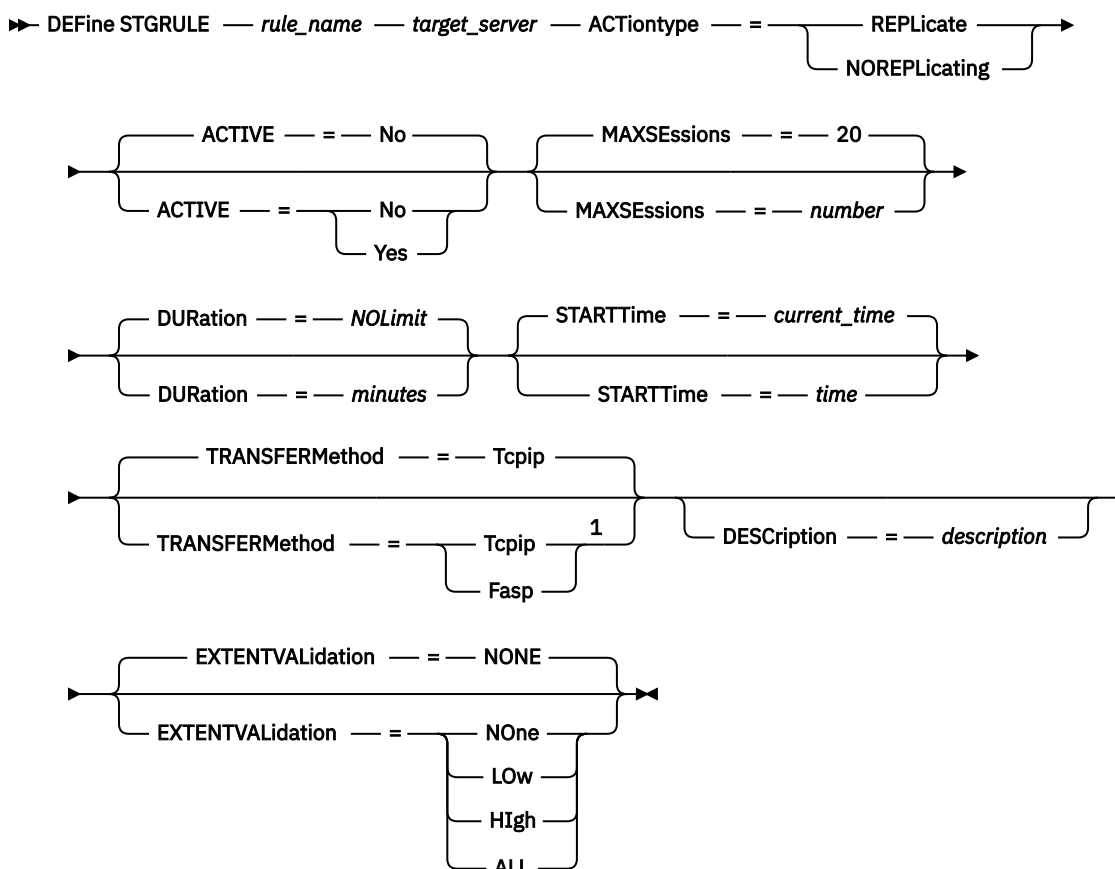 DEFine STGRULE rule_name target_server ACTiontype = REPLicate
NOREPLicating
ACTIVE = No MAXSEssions = 20
ACTIVE = No MAXSEssions = number
Yes
DURation = NOLimit STARTTime = current_time
DURation = minutes STARTTime = time
TRANSFERMethod = Tcpip
TRANSFERMethod = Tcpip 1 DESCription = description
Fasp
EXTENTVALidation = NONE
EXTENTVALidation = NOne
LOw
HIgh
ALL